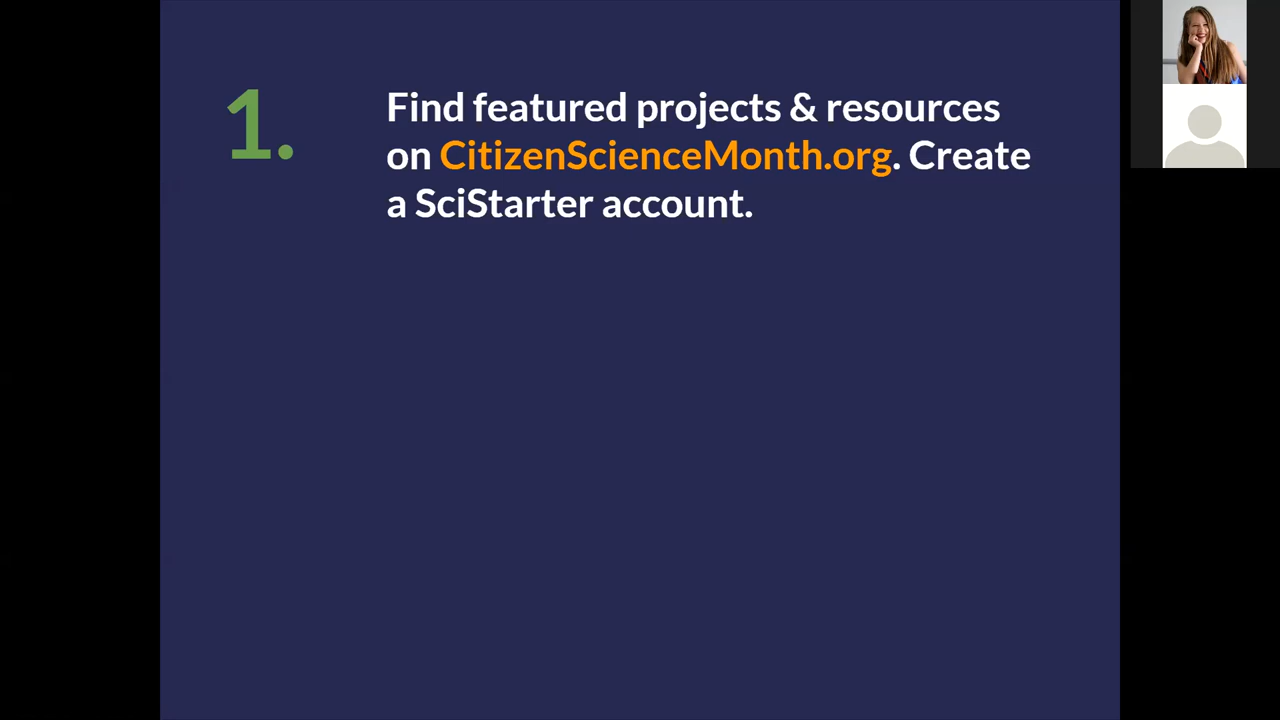 1.
Find featured projects & resources
on CitizenScienceMonth.org. Create
a SciStarter account.